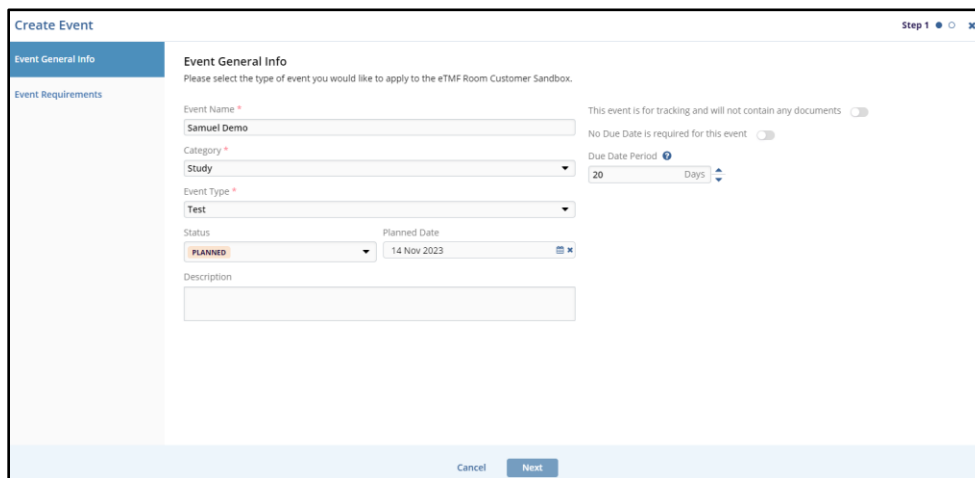 Create Event
Step 1
Event General Info
Event Requirements
Event General Info
Please select the type of event you would like to apply to the eTMF Room Customer Sandbox.
Event Name *
Samuel Demo
Category *
Study
Event Type *
Test
Status
Planned Date
PLANNED
14 Nov 2023
Description
This event is for tracking and will not contain any documents
No Due Date is required for this event
Due Date Period ?
20 Days
Cancel
Next